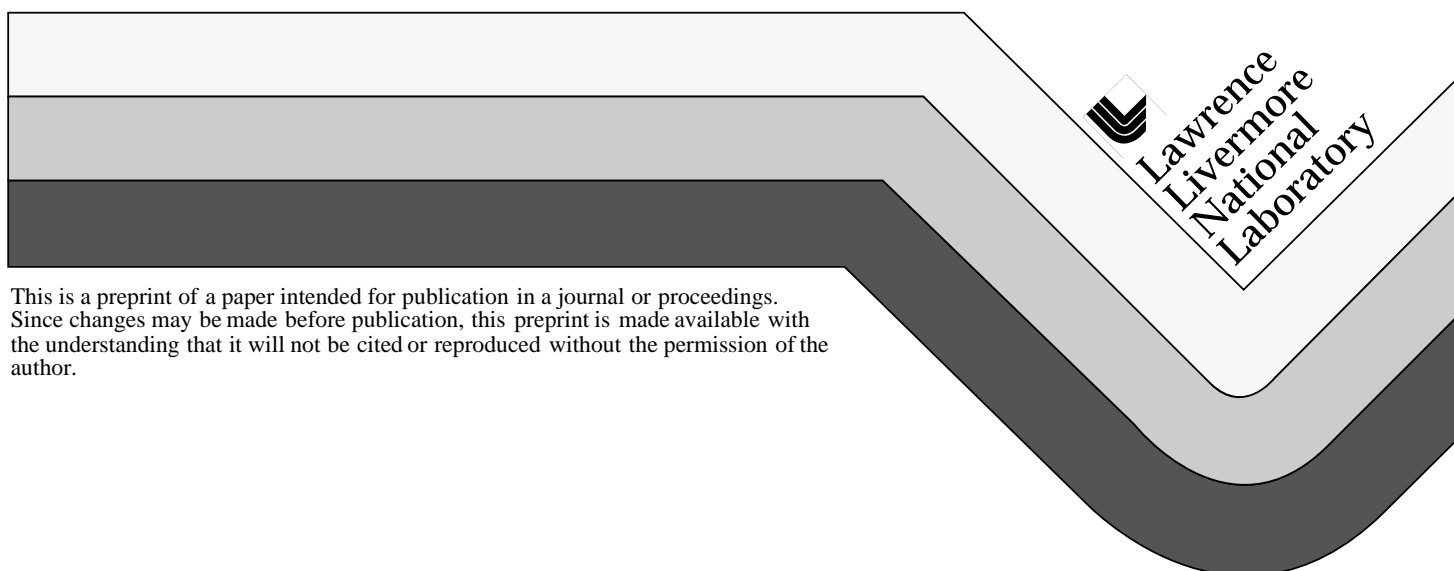 Lawrence
Livermore
National
Laboratory
This is a preprint of a paper intended for publication in a journal or proceedings.
Since changes may be made before publication, this preprint is made available with
the understanding that it will not be cited or reproduced without the permission of the
author.